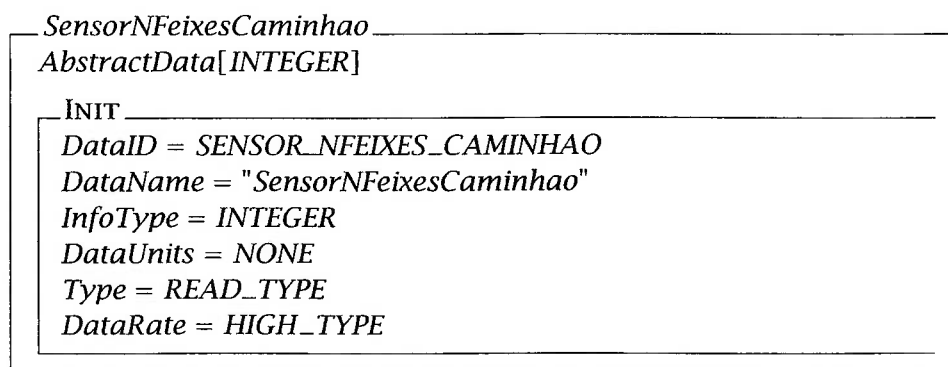 SensorNFeixesCaminhao
AbstractData[INTEGER]
INIT
DataID = SENSOR_NFEIXES_CAMINHAO
DataName = "SensorNFeixesCaminhao"
InfoType = INTEGER
DataUnits = NONE
Type = READ_TYPE
DataRate = HIGH_TYPE